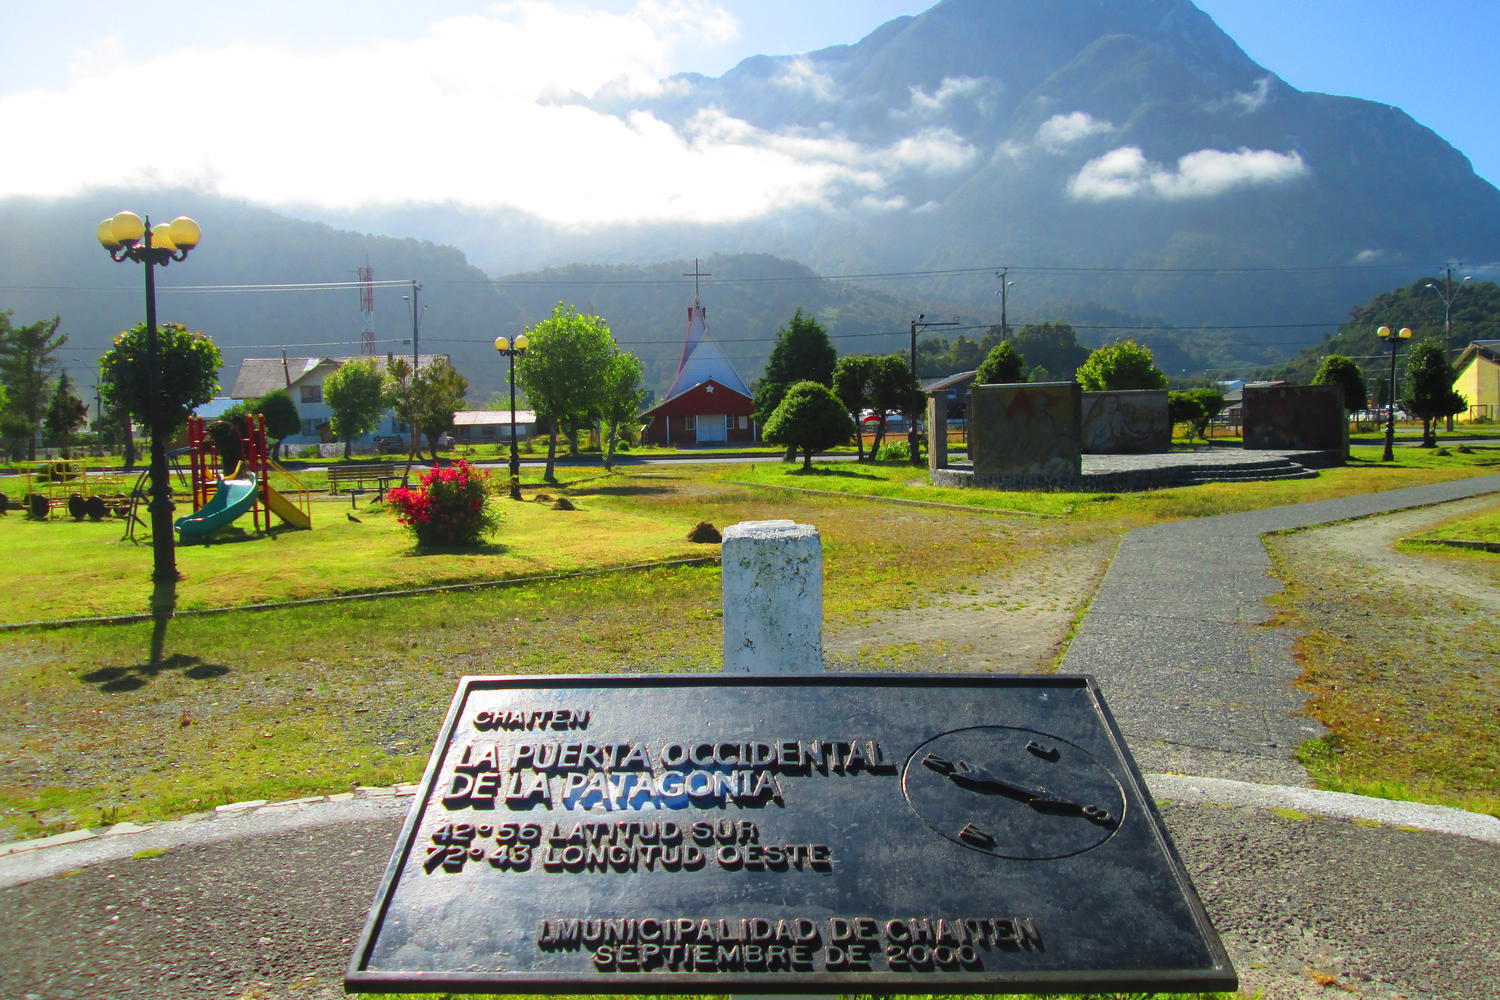 CHAITEN
LA PUERTA OCCIDENTAL
DE LA PATAGONIA
42° 56 LATITUD SUR
72° 43 LONGITUD OESTE
N E
W S
I.MUNICIPALIDAD DE CHAITEN
SEPTIEMBRE DE 2000